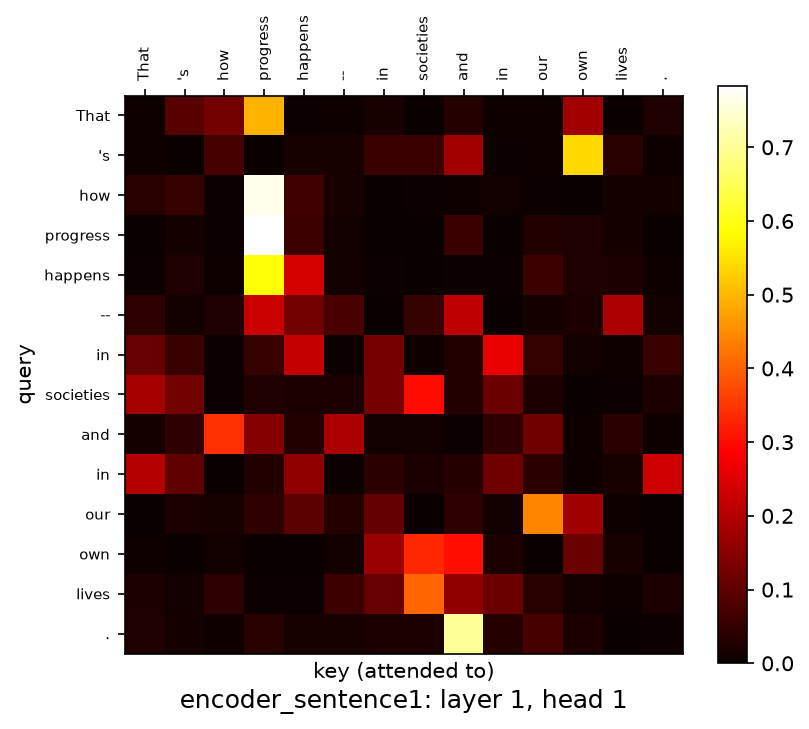 That 's how progress happens -- in societies and in our own lives .
That
's
how
progress
happens
--
in
societies
and
in
our
own
lives
.
query
key (attended to)
encoder_sentence1: layer 1, head 1
0.7
0.6
0.5
0.4
0.3
0.2
0.1
0.0